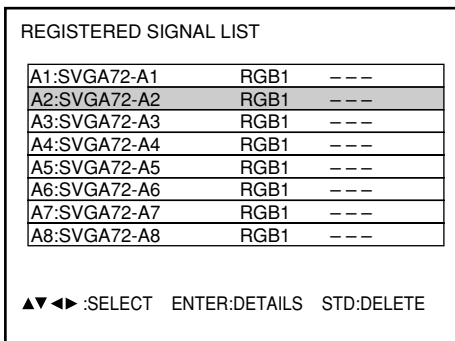 REGISTERED SIGNAL LIST
A1:SVGA72-A1 RGB1 – – –
A2:SVGA72-A2 RGB1 – – –
A3:SVGA72-A3 RGB1 – – –
A4:SVGA72-A4 RGB1 – – –
A5:SVGA72-A5 RGB1 – – –
A6:SVGA72-A6 RGB1 – – –
A7:SVGA72-A7 RGB1 – – –
A8:SVGA72-A8 RGB1 – – –
▲▼◄► :SELECT ENTER:DETAILS STD:DELETE